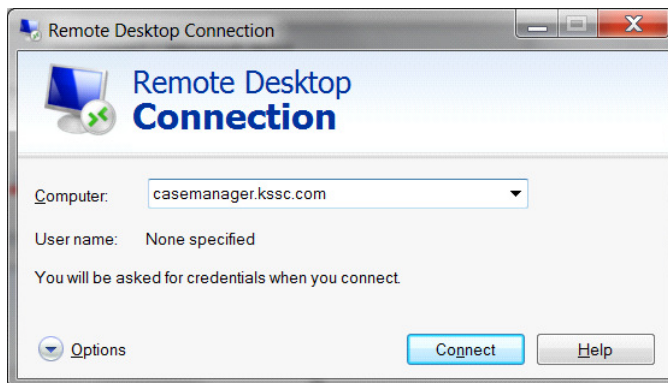 Remote Desktop Connection
Remote Desktop
Connection
Computer: casemanager.kssc.com
User name: None specified
You will be asked for credentials when you connect.
Options Connect Help